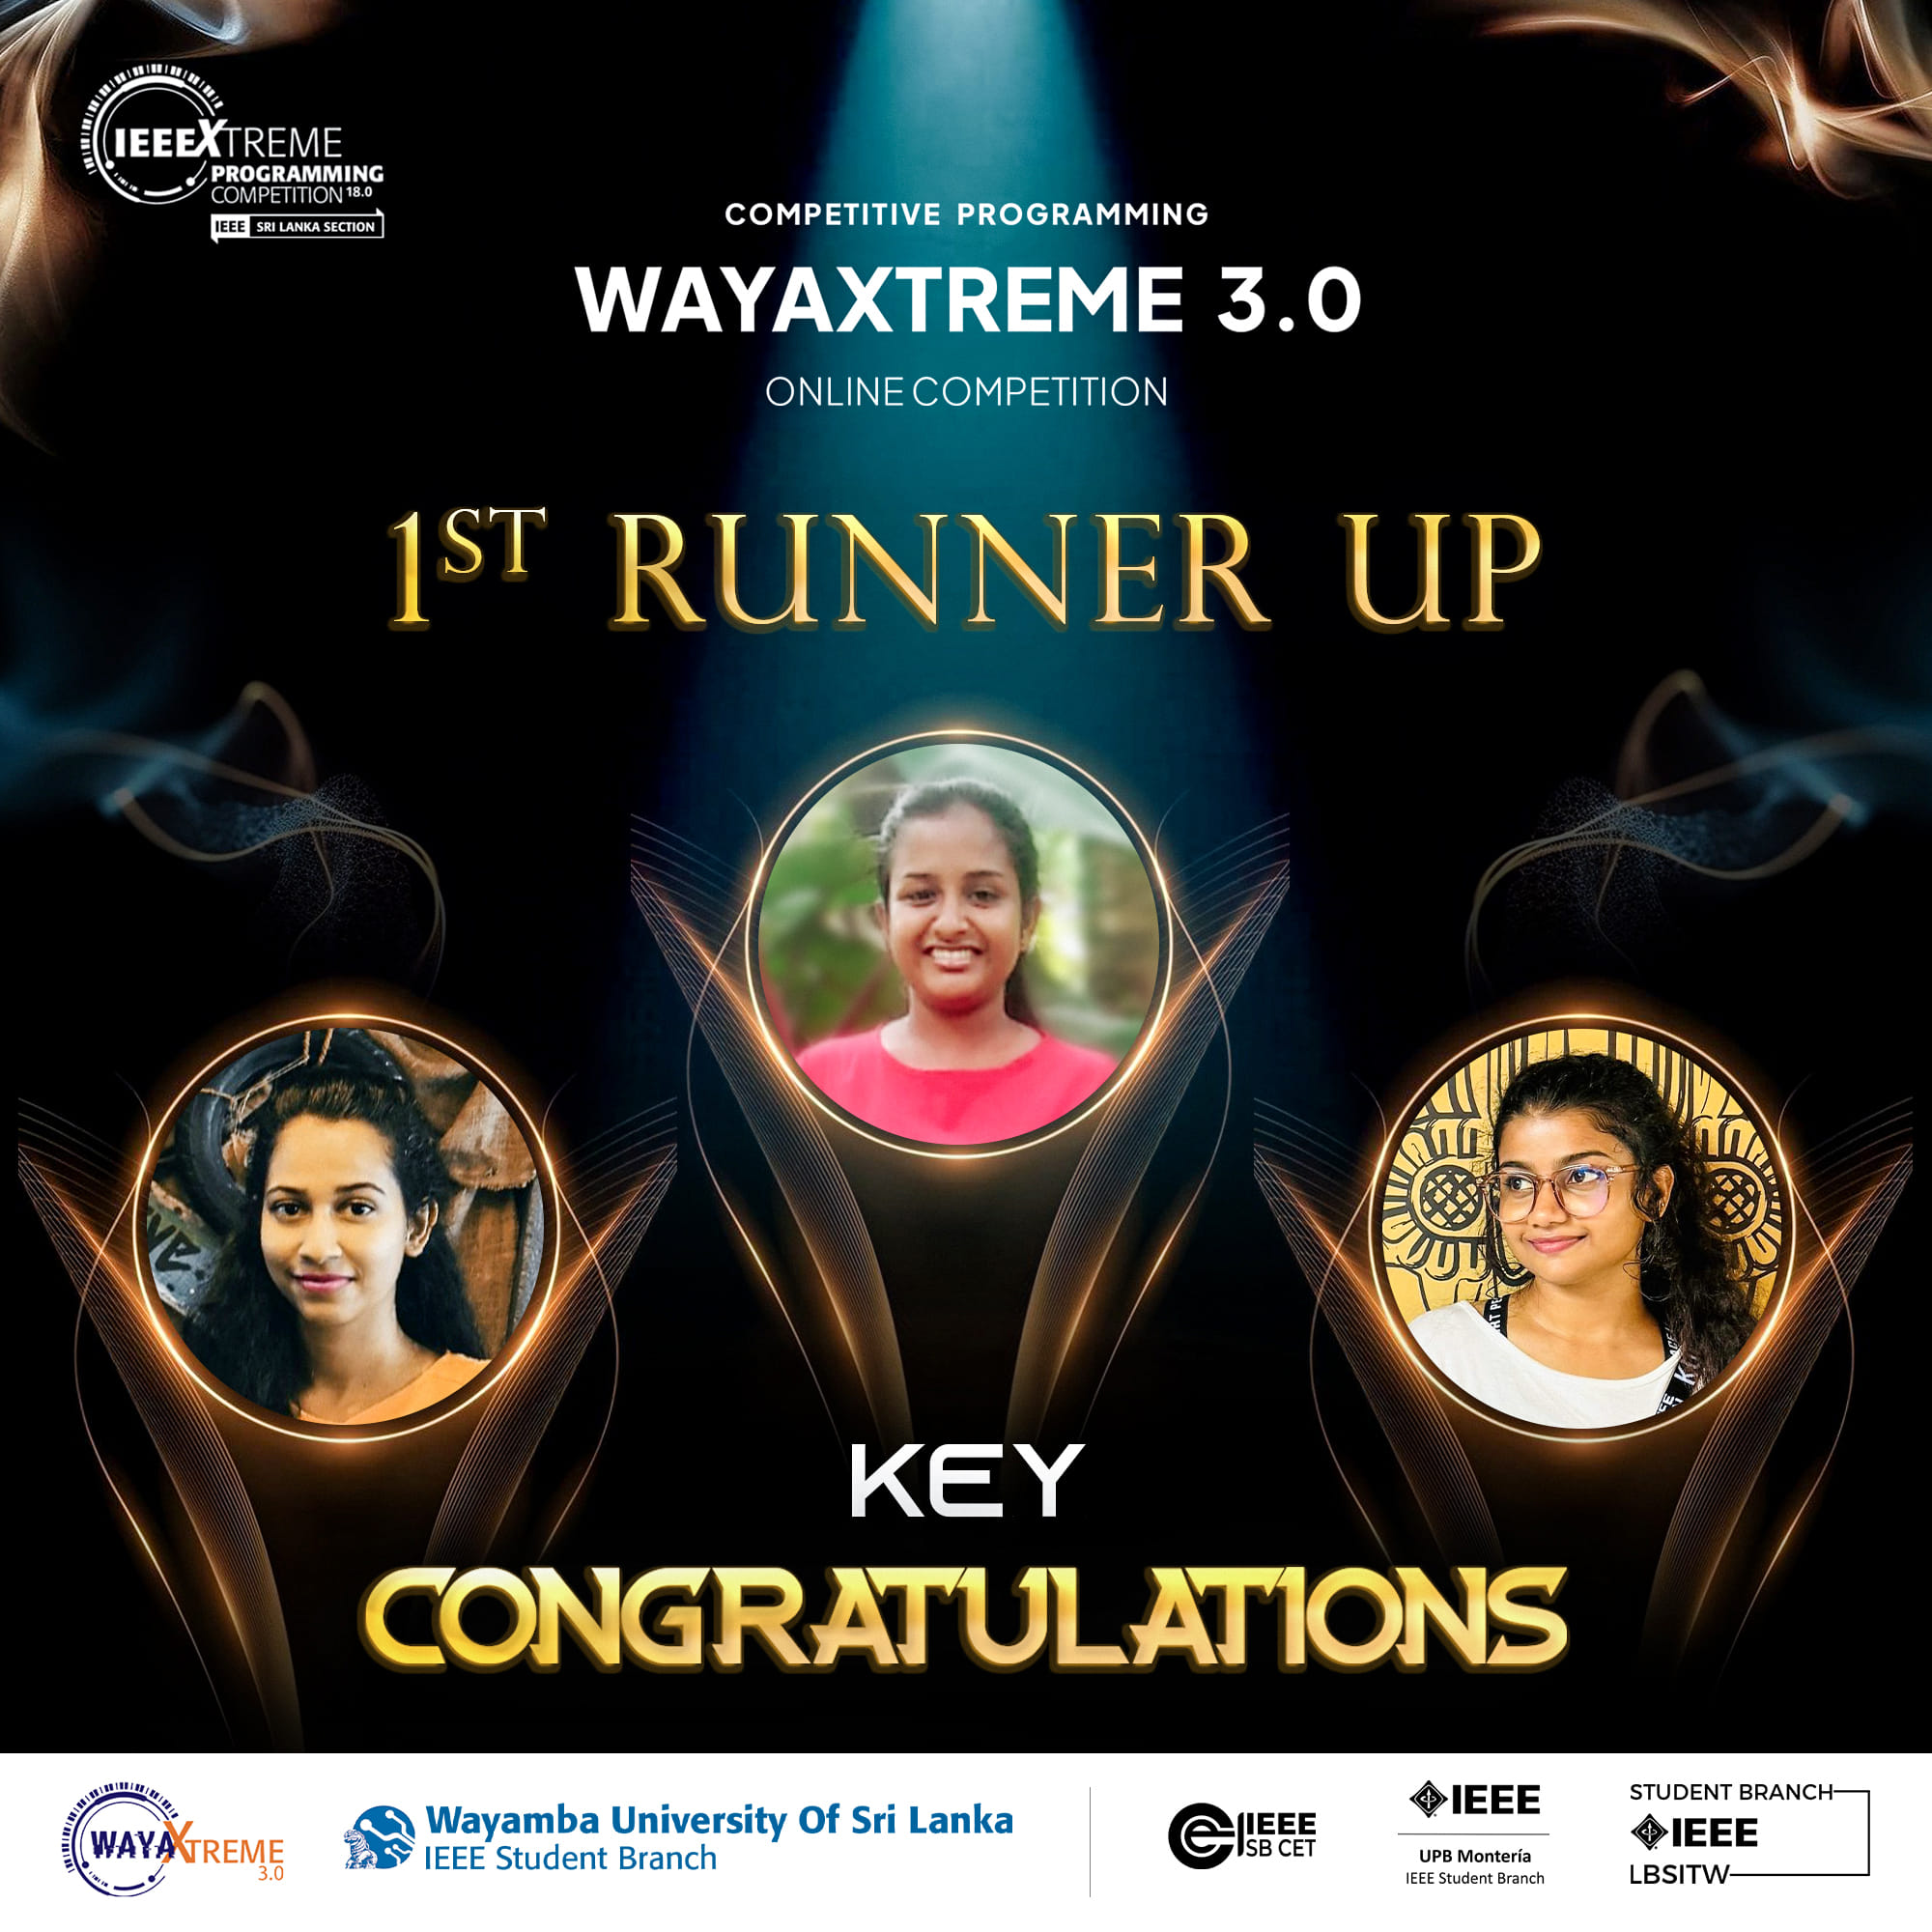 IEEEXTREME
PROGRAMMING
COMPETITION 18.0
IEEE SRI LANKA SECTION
COMPETITIVE PROGRAMMING
WAYAXTREME 3.0
ONLINE COMPETITION
1ST RUNNER UP
KEY
CONGRATULATIONS
WAYAXTREME
3.0
Wayamba University Of Sri Lanka
IEEE Student Branch
IEEE
SB CET
IEEE
UPB Montería
IEEE Student Branch
STUDENT BRANCH
IEEE
LBSITW